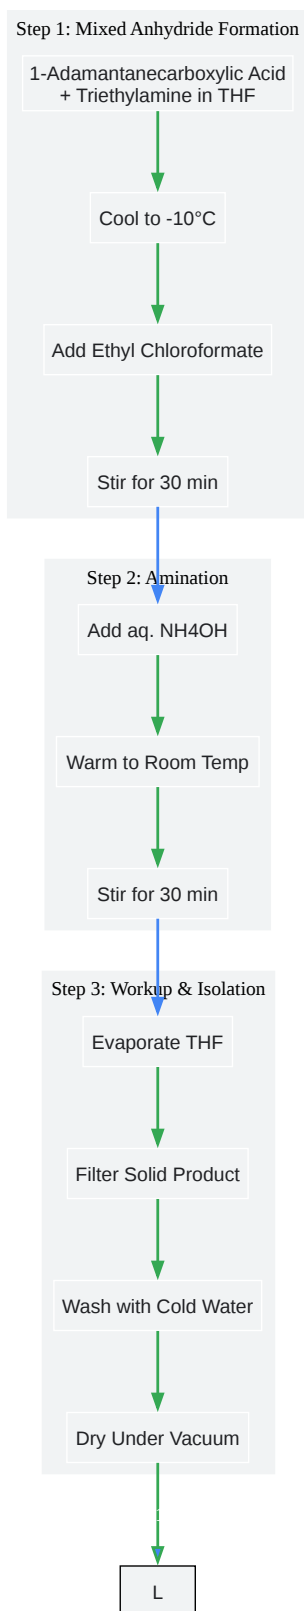 Step 1: Mixed Anhydride Formation
1-Adamantanecarboxylic Acid
+ Triethylamine in THF
Cool to -10°C
Add Ethyl Chloroformate
Stir for 30 min
Step 2: Amination
Add aq. NH4OH
Warm to Room Temp
Stir for 30 min
Step 3: Workup & Isolation
Evaporate THF
Filter Solid Product
Wash with Cold Water
Dry Under Vacuum
L